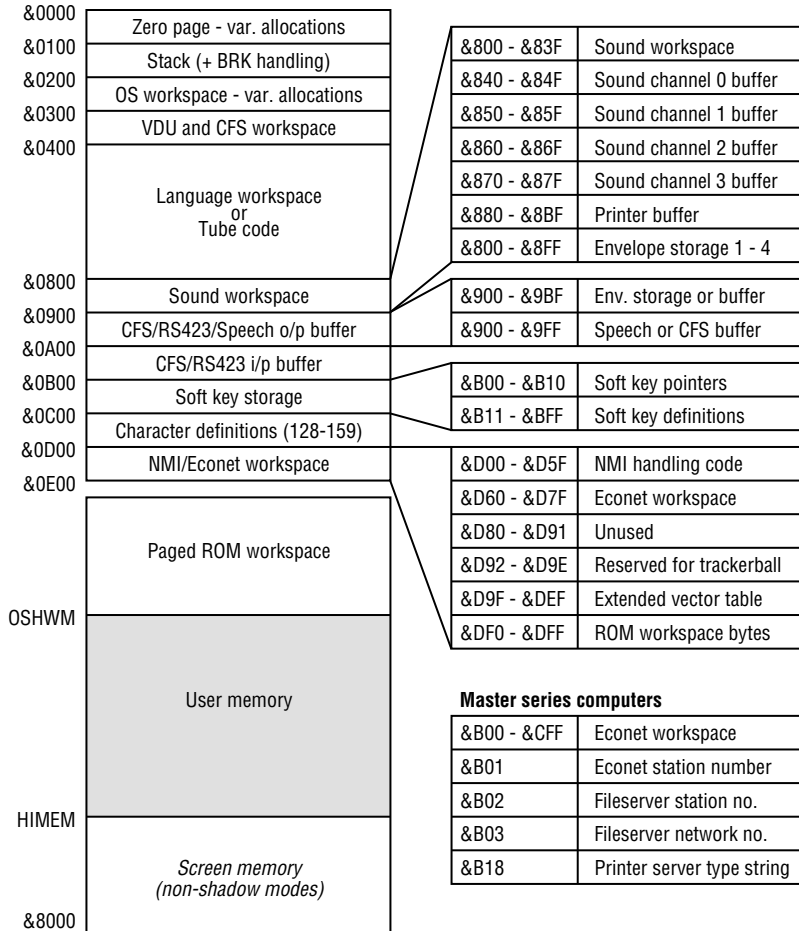 &0000
Zero page - var. allocations
&0100
Stack (+ BRK handling)
&0200
OS workspace - var. allocations
&0300
VDU and CFS workspace
&0400
Language workspace
or
Tube code
&0800
Sound workspace
&0900
CFS/RS423/Speech o/p buffer
&0A00
CFS/RS423 i/p buffer
&0B00
Soft key storage
&0C00
Character definitions (128-159)
&0D00
NMI/Econet workspace
&0E00
Paged ROM workspace
OSHWM
User memory
HIMEM
Screen memory
(non-shadow modes)
&8000
&800 - &83F Sound workspace
&840 - &84F Sound channel 0 buffer
&850 - &85F Sound channel 1 buffer
&860 - &86F Sound channel 2 buffer
&870 - &87F Sound channel 3 buffer
&880 - &8BF Printer buffer
&800 - &8FF Envelope storage 1 - 4
&900 - &9BF Env. storage or buffer
&900 - &9FF Speech or CFS buffer
&B00 - &B10 Soft key pointers
&B11 - &BFF Soft key definitions
&D00 - &D5F NMI handling code
&D60 - &D7F Econet workspace
&D80 - &D91 Unused
&D92 - &D9E Reserved for trackerball
&D9F - &DEF Extended vector table
&DF0 - &DFF ROM workspace bytes
Master series computers
&B00 - &CFF Econet workspace
&B01 Econet station number
&B02 Fileserver station no.
&B03 Fileserver network no.
&B18 Printer server type string